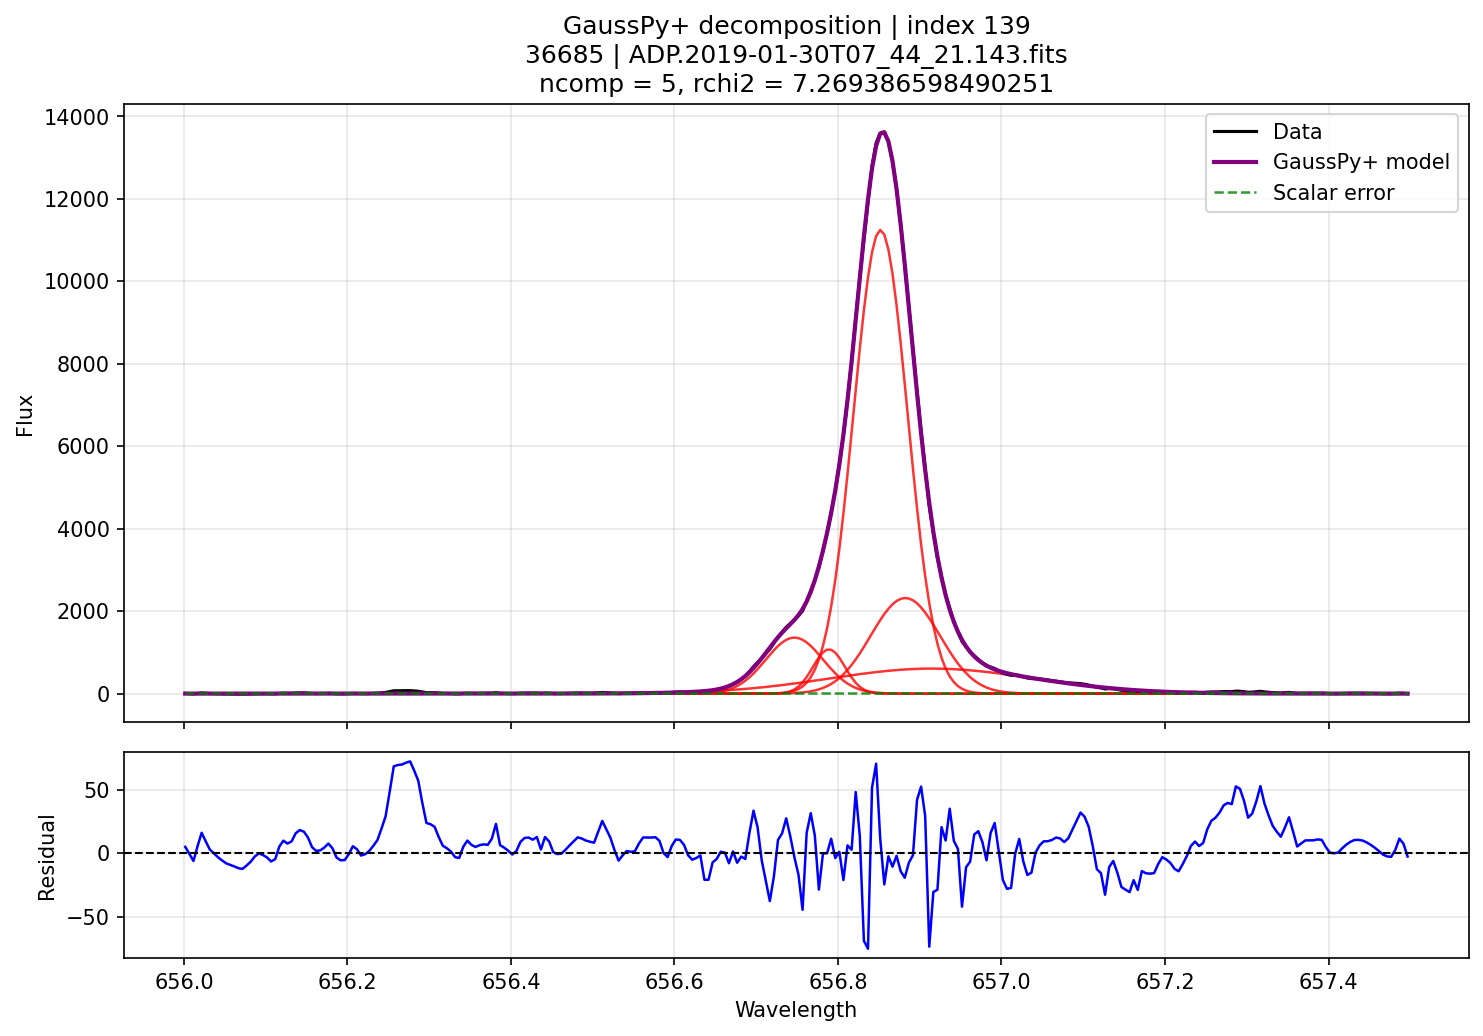 GaussPy+ decomposition | index 139
36685 | ADP.2019-01-30T07_44_21.143.fits
ncomp = 5, rchi2 = 7.269386598490251
14000
12000
10000
8000
6000
4000
2000
0
Flux
Data
GaussPy+ model
Scalar error
50
0
−50
Residual
656.0
656.2
656.4
656.6
656.8
657.0
657.2
657.4
Wavelength